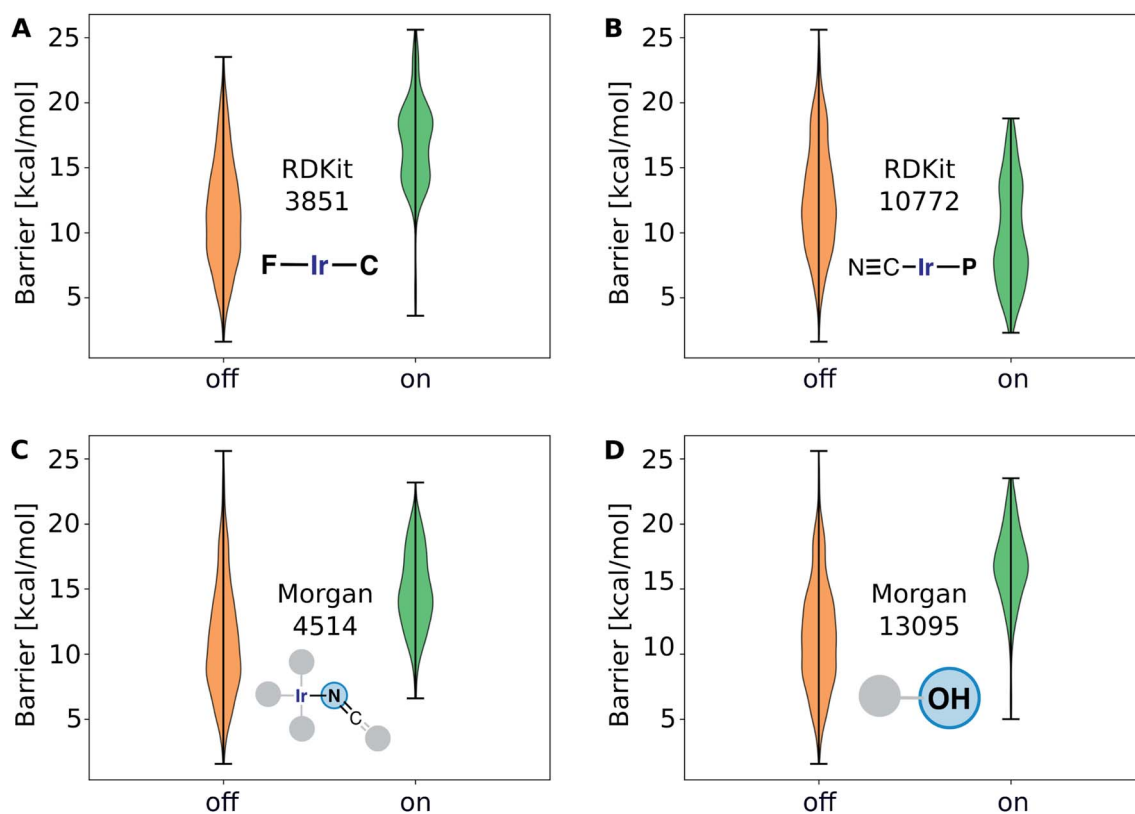 A
Barrier [kcal/mol]
25
20
15
10
5
RDKit
3851
F—Ir—C
off
on
B
Barrier [kcal/mol]
25
20
15
10
5
RDKit
10772
N≡C—Ir—P
off
on
C
Barrier [kcal/mol]
25
20
15
10
5
Morgan
4514
Ir N
C
off
on
D
Barrier [kcal/mol]
25
20
15
10
5
Morgan
13095
OH
off
on